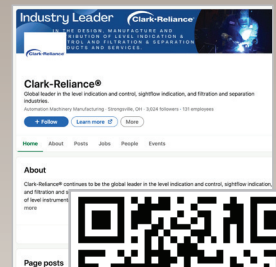 Industry Leader Clark-Reliance®
IN THE DESIGN, MANUFACTURE AND
TRIBUTION OF LEVEL INDICATION &
TROL AND FILTRATION & SEPARATION
DUCTS AND SERVICES.
Clark-Reliance
Clark-Reliance®
Global leader in the level indication and control, sightflow indication, and filtration and separation
industries.
Automation Machinery Manufacturing · Strongsville, OH · 3,024 followers · 131 employees
+ Follow Learn more More
Home About Posts Jobs People Events
About
Clark-Reliance® continues to be the global leader in the level indication and control, sightflow indication,
and filtration and s
of level instrument
more
Page posts